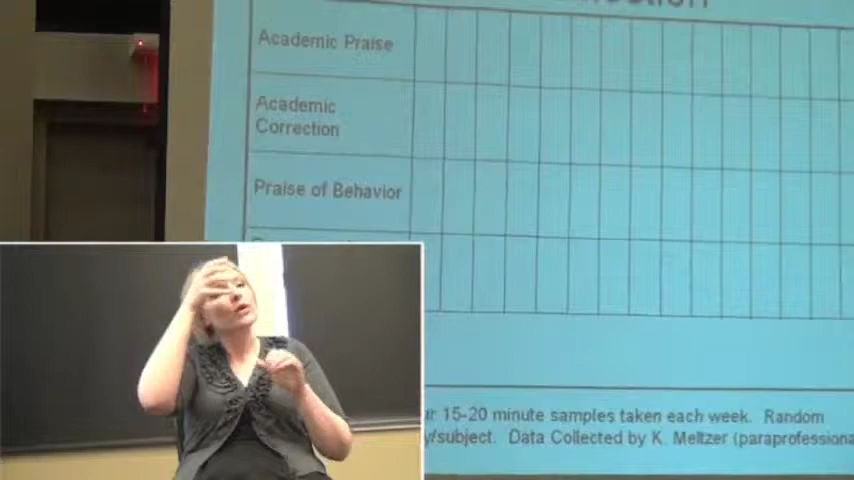 Academic Praise
Academic
Correction
Praise of Behavior
15-20 minute samples taken each week. Random
y/subject. Data Collected by K. Meltzer (paraprofessiona